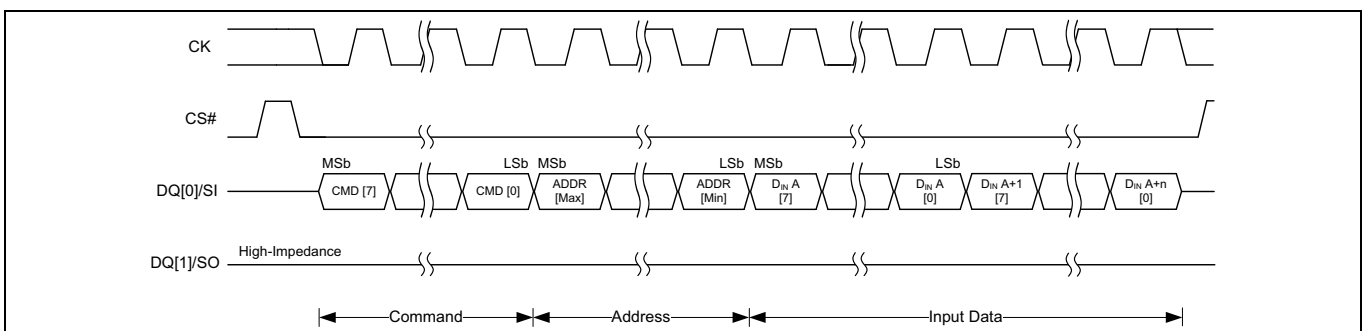 CK
CS#
MSb LSb MSb LSb MSb LSb
DQ[0]/SI CMD [7] CMD [0] ADDR [Max] ADDR [Min] DIN A [7] DIN A [0] DIN A+1 [7] DIN A+n [0]
High-Impedance
DQ[1]/SO
Command Address Input Data